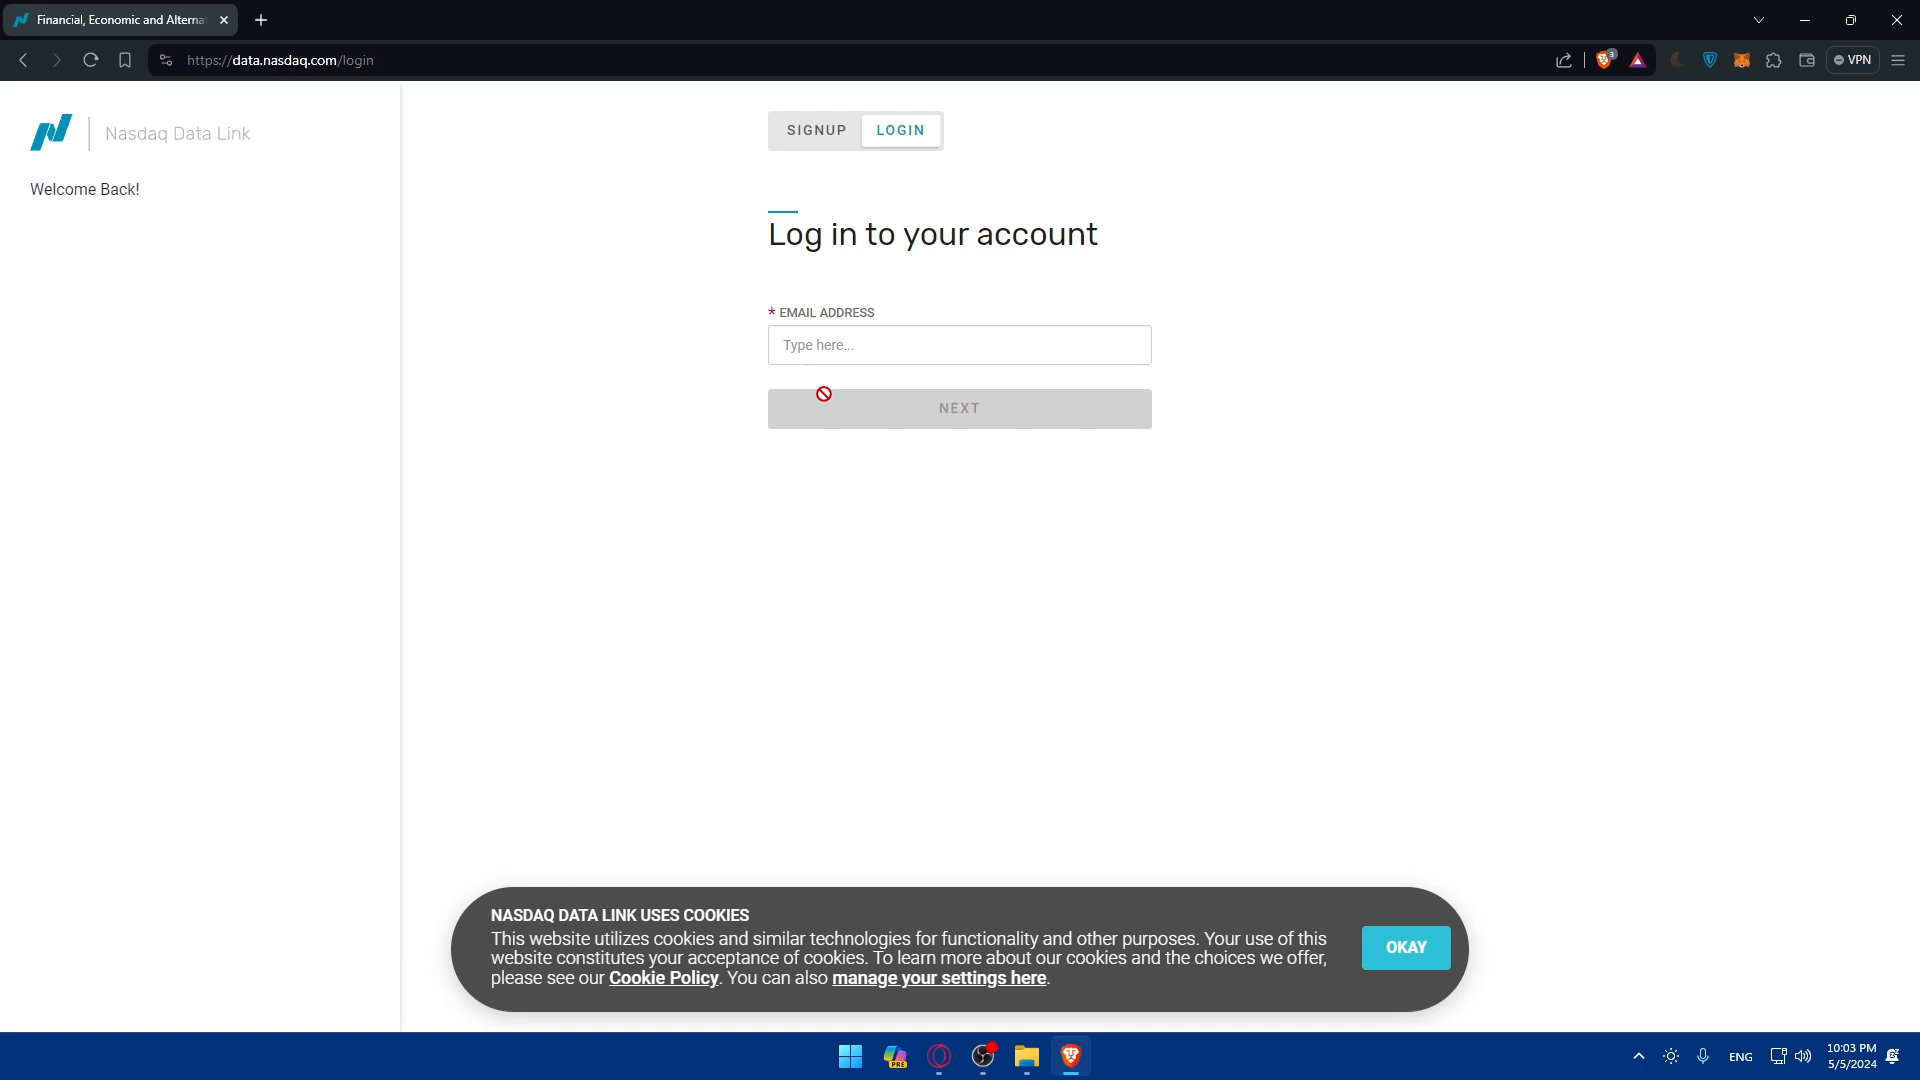 Financial, Economic and Alterna
https://data.nasdaq.com/login
3
VPN
Nasdaq Data Link
Welcome Back!
SIGNUP
LOGIN
Log in to your account
* EMAIL ADDRESS
Type here...
NEXT
NASDAQ DATA LINK USES COOKIES
This website utilizes cookies and similar technologies for functionality and other purposes. Your use of this
website constitutes your acceptance of cookies. To learn more about our cookies and the choices we offer,
please see our Cookie Policy. You can also manage your settings here.
OKAY
PRE
ENG
10:03 PM
5/5/2024